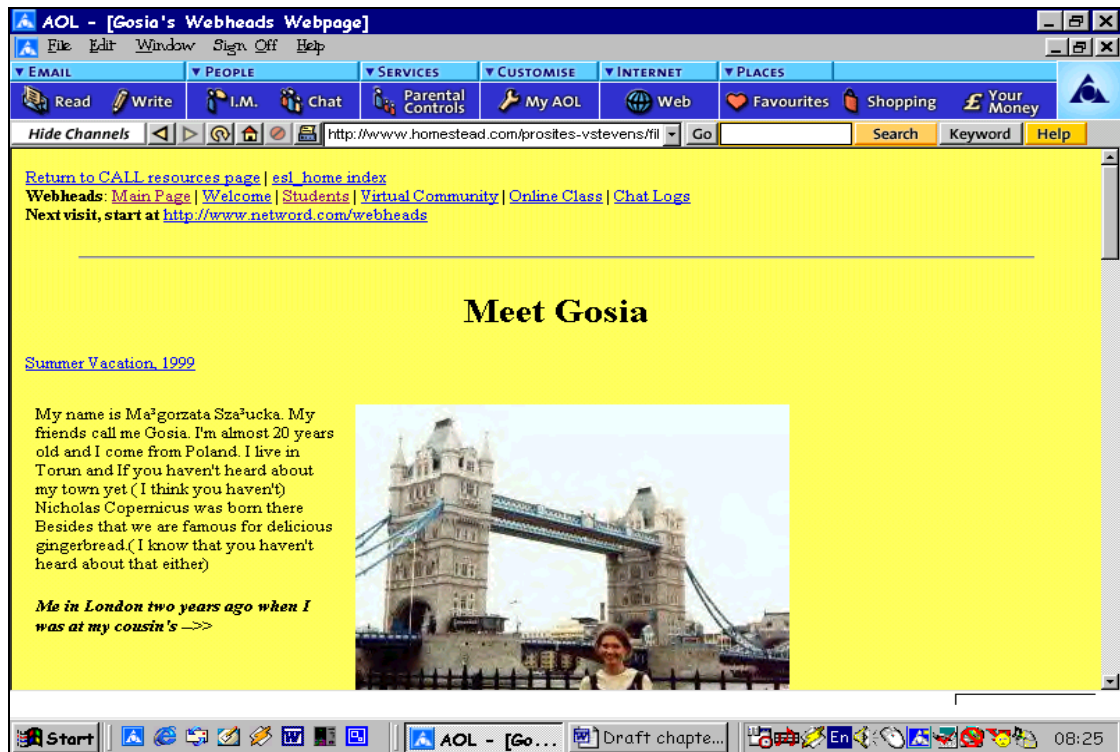 AOL - [Gosia's Webheads Webpage]
File Edit Window Sign Off Help
EMAIL PEOPLE SERVICES CUSTOMISE INTERNET PLACES
Read Write I.M. Chat Parental Controls My AOL Web Favourites Shopping Your Money
Hide Channels http://wwww.homestead.com/prosites-vstevens/fil Go Search Keyword Help
Return to CALL resources page | esl_home index
Webheads: Main Page | Welcome | Students | Virtual Community | Online Class | Chat Logs
Next visit, start at http://www.netword.com/webheads
Meet Gosia
Summer Vacation, 1999
My name is Ma³gorzata Sza³ucka. My
friends call me Gosia. I'm almost 20 years
old and I come from Poland. I live in
Torun and If you haven't heard about
my town yet ( I think you haven't)
Nicholas Copernicus was born there
Besides that we are famous for delicious
gingerbread.( I know that you haven't
heard about that either)
Me in London two years ago when I
was at my cousin's -->>
Start AOL - [Go... Draft chapte... En 08:25